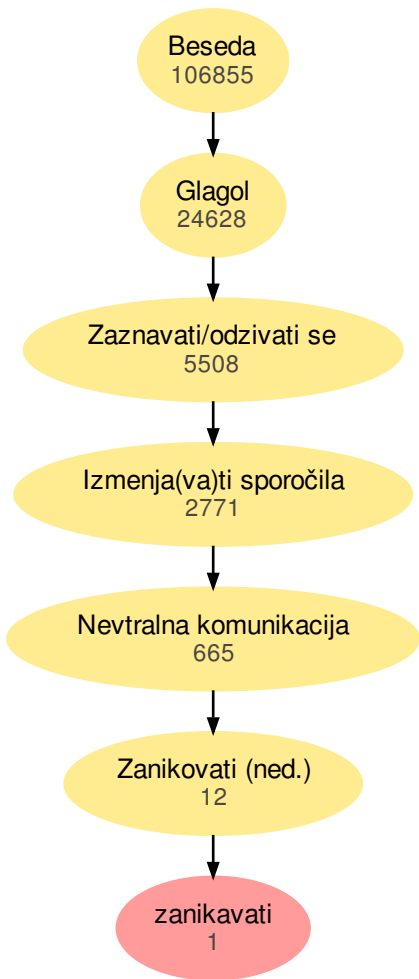 Beseda
106855
Glagol
24628
Zaznavati/odzivati se
5508
Izmenja(va)ti sporočila
2771
Nevtralna komunikacija
665
Zanikovati (ned.)
12
zanikavati
1